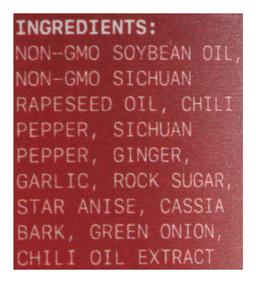 INGREDIENTS:
NON-GMO SOYBEAN OIL,
NON-GMO SICHUAN
RAPESEED OIL, CHILI
PEPPER, SICHUAN
PEPPER, GINGER,
GARLIC, ROCK SUGAR,
STAR ANISE, CASSIA
BARK, GREEN ONION,
CHILI OIL EXTRACT